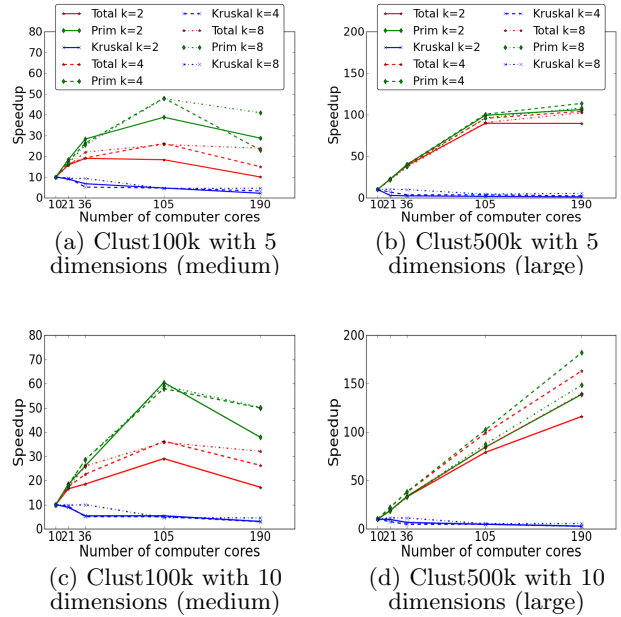 Total k=2
Prim k=2
Kruskal k=2
Total k=4
Prim k=4
Kruskal k=4
Total k=8
Prim k=8
Kruskal k=8
80
70
60
50
40
30
20
10
0
Speedup
10 21 36 105 190
Number of computer cores
(a) Clust100k with 5
dimensions (medium)
Total k=2
Prim k=2
Kruskal k=2
Total k=4
Prim k=4
Kruskal k=4
Total k=8
Prim k=8
Kruskal k=8
200
150
100
50
0
Speedup
10 21 36 105 190
Number of computer cores
(b) Clust500k with 5
dimensions (large)
80
70
60
50
40
30
20
10
0
Speedup
10 21 36 105 190
Number of computer cores
(c) Clust100k with 10
dimensions (medium)
200
150
100
50
0
Speedup
10 21 36 105 190
Number of computer cores
(d) Clust500k with 10
dimensions (large)